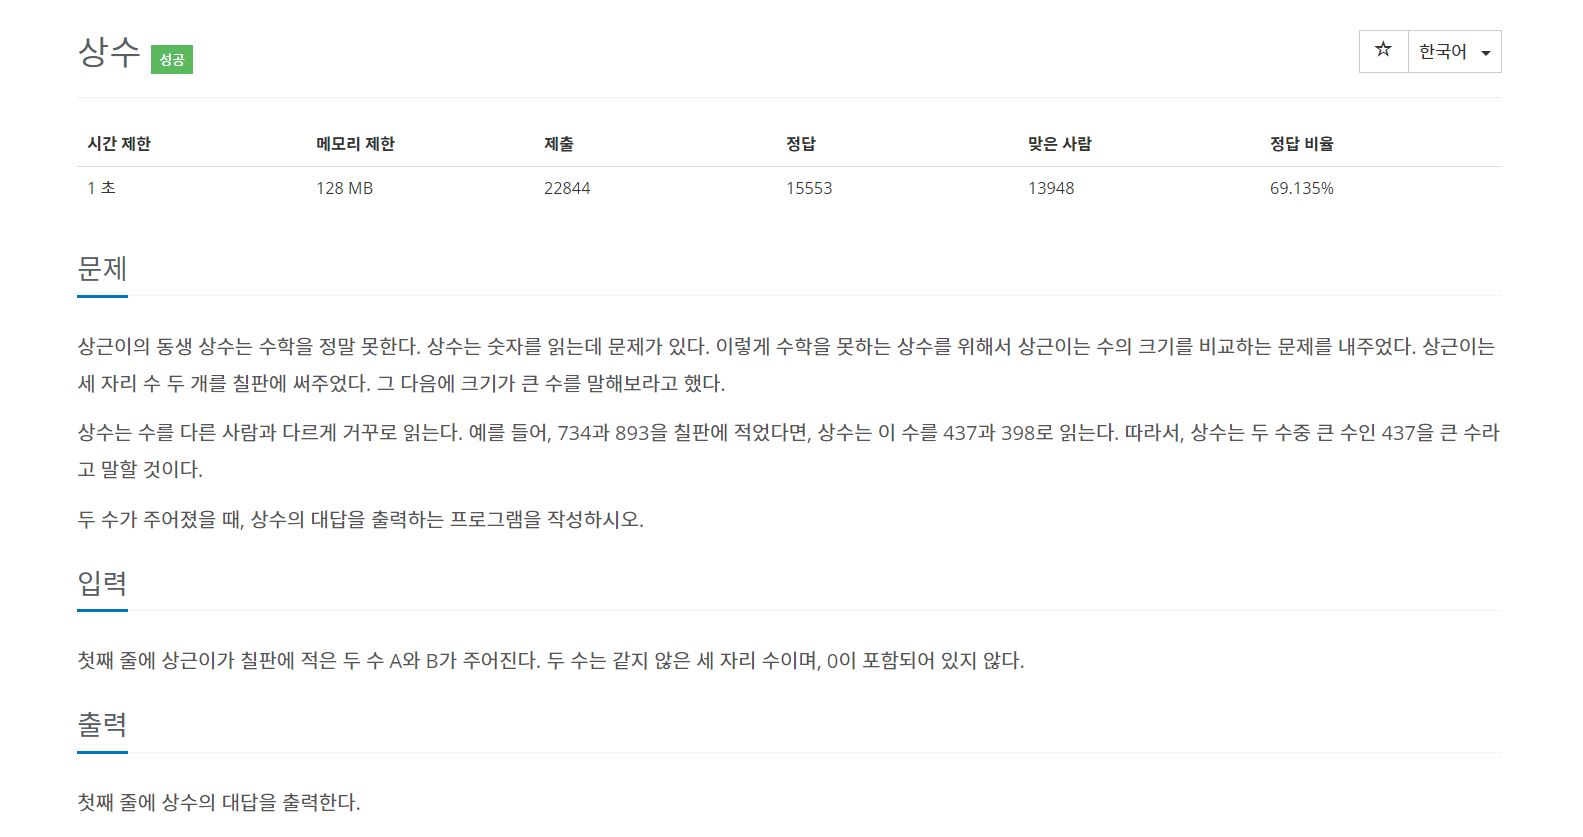 상수 성공
☆ 한국어
시간 제한 메모리 제한 제출 정답 맞은 사람 정답 비율
1 초 128 MB 22844 15553 13948 69.135%
문제
상근이의 동생 상수는 수학을 정말 못한다. 상수는 숫자를 읽는데 문제가 있다. 이렇게 수학을 못하는 상수를 위해서 상근이는 수의 크기를 비교하는 문제를 내주었다. 상근이는
세 자리 수 두 개를 칠판에 써주었다. 그 다음에 크기가 큰 수를 말해보라고 했다.
상수는 수를 다른 사람과 다르게 거꾸로 읽는다. 예를 들어, 734과 893을 칠판에 적었다면, 상수는 이 수를 437과 398로 읽는다. 따라서, 상수는 두 수중 큰 수인 437을 큰 수라
고 말할 것이다.
두 수가 주어졌을 때, 상수의 대답을 출력하는 프로그램을 작성하시오.
입력
첫째 줄에 상근이가 칠판에 적은 두 수 A와 B가 주어진다. 두 수는 같지 않은 세 자리 수이며, 0이 포함되어 있지 않다.
출력
첫째 줄에 상수의 대답을 출력한다.